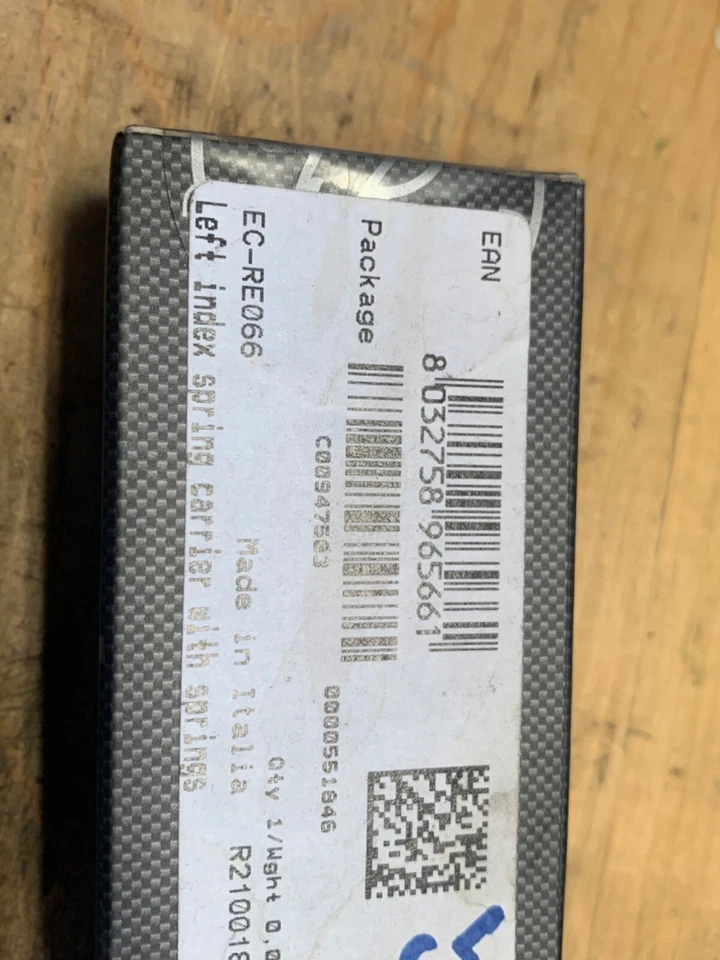 EAN
8 032758 965661
Package
C00947563
0000551846
Qty 1/Wght 0,0
EC-RE066
Made in Italia
R210018
Left index spring carrier with springs